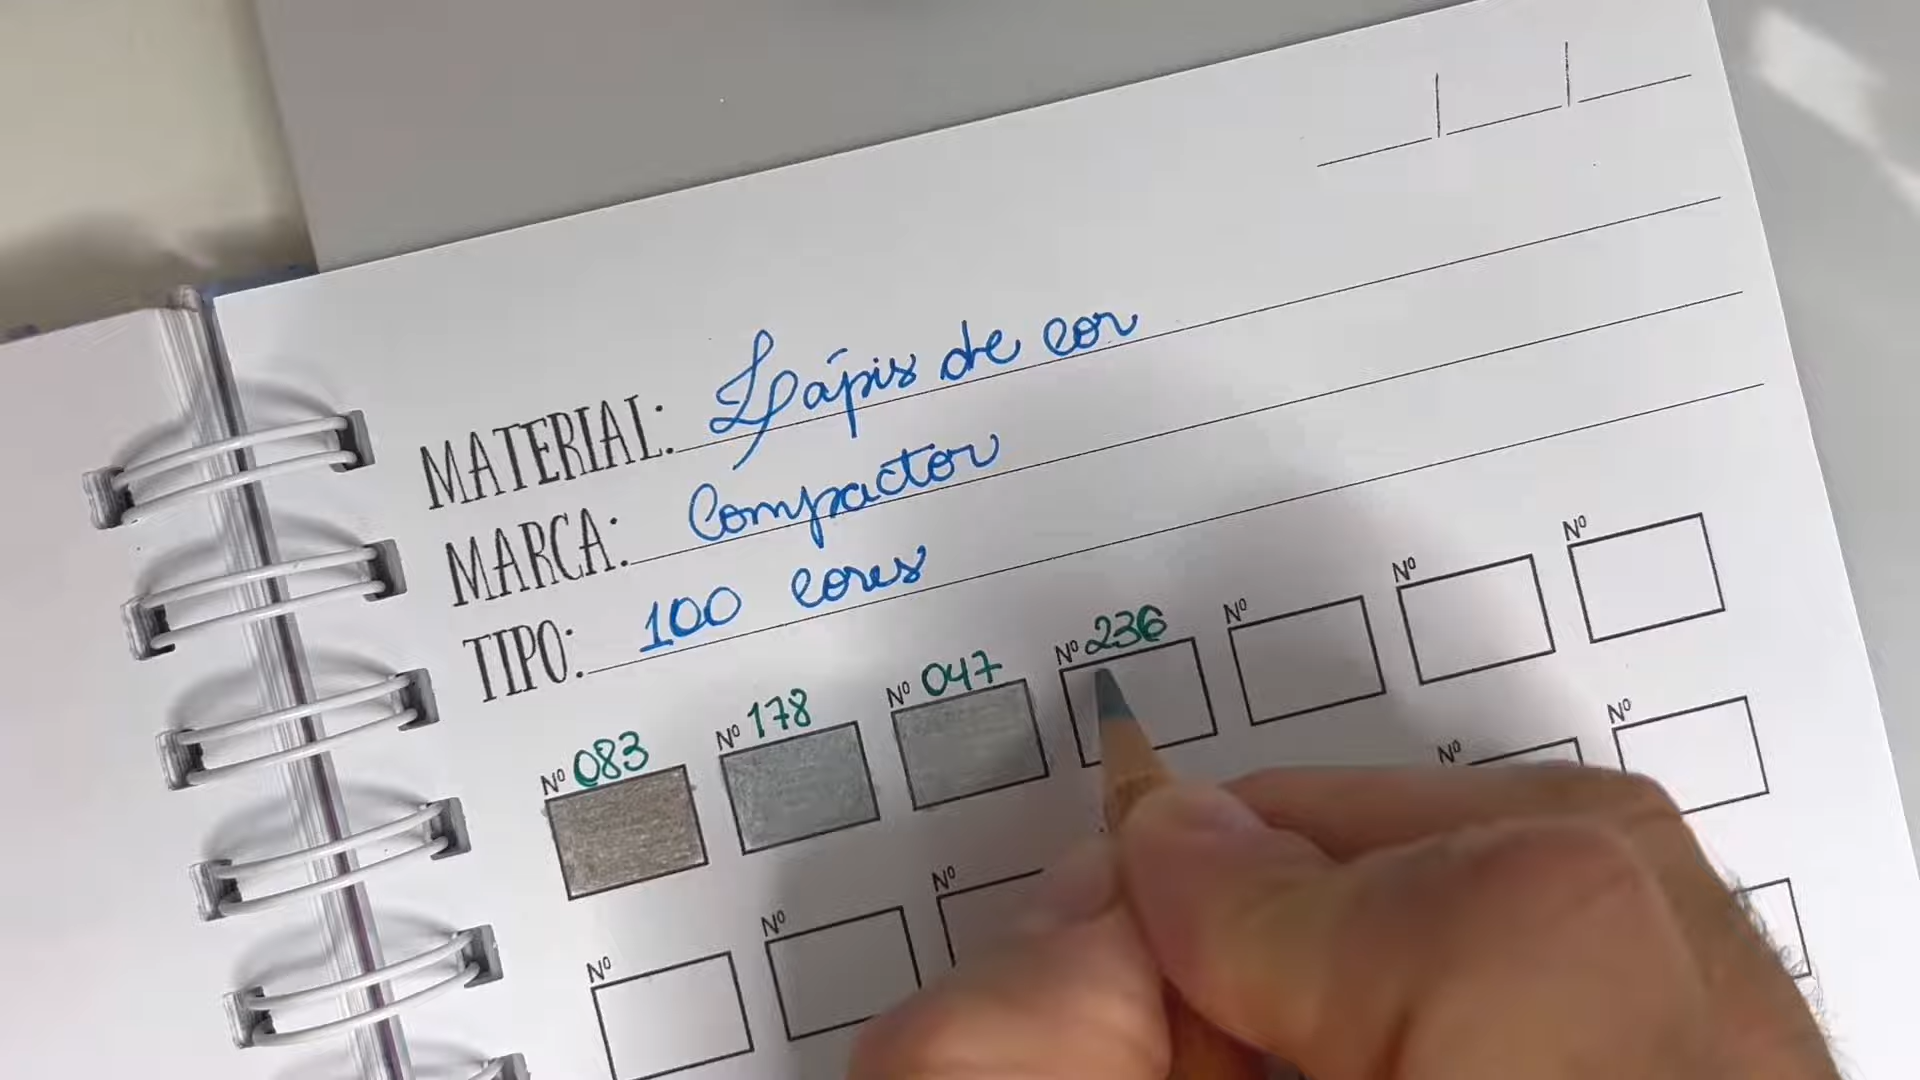 MATERIAL: Lápis de cor
MARCA: Compactor
TIPO: 100 cores
Nº 083 Nº 178 Nº 047 Nº 236 Nº Nº Nº
Nº Nº Nº Nº Nº